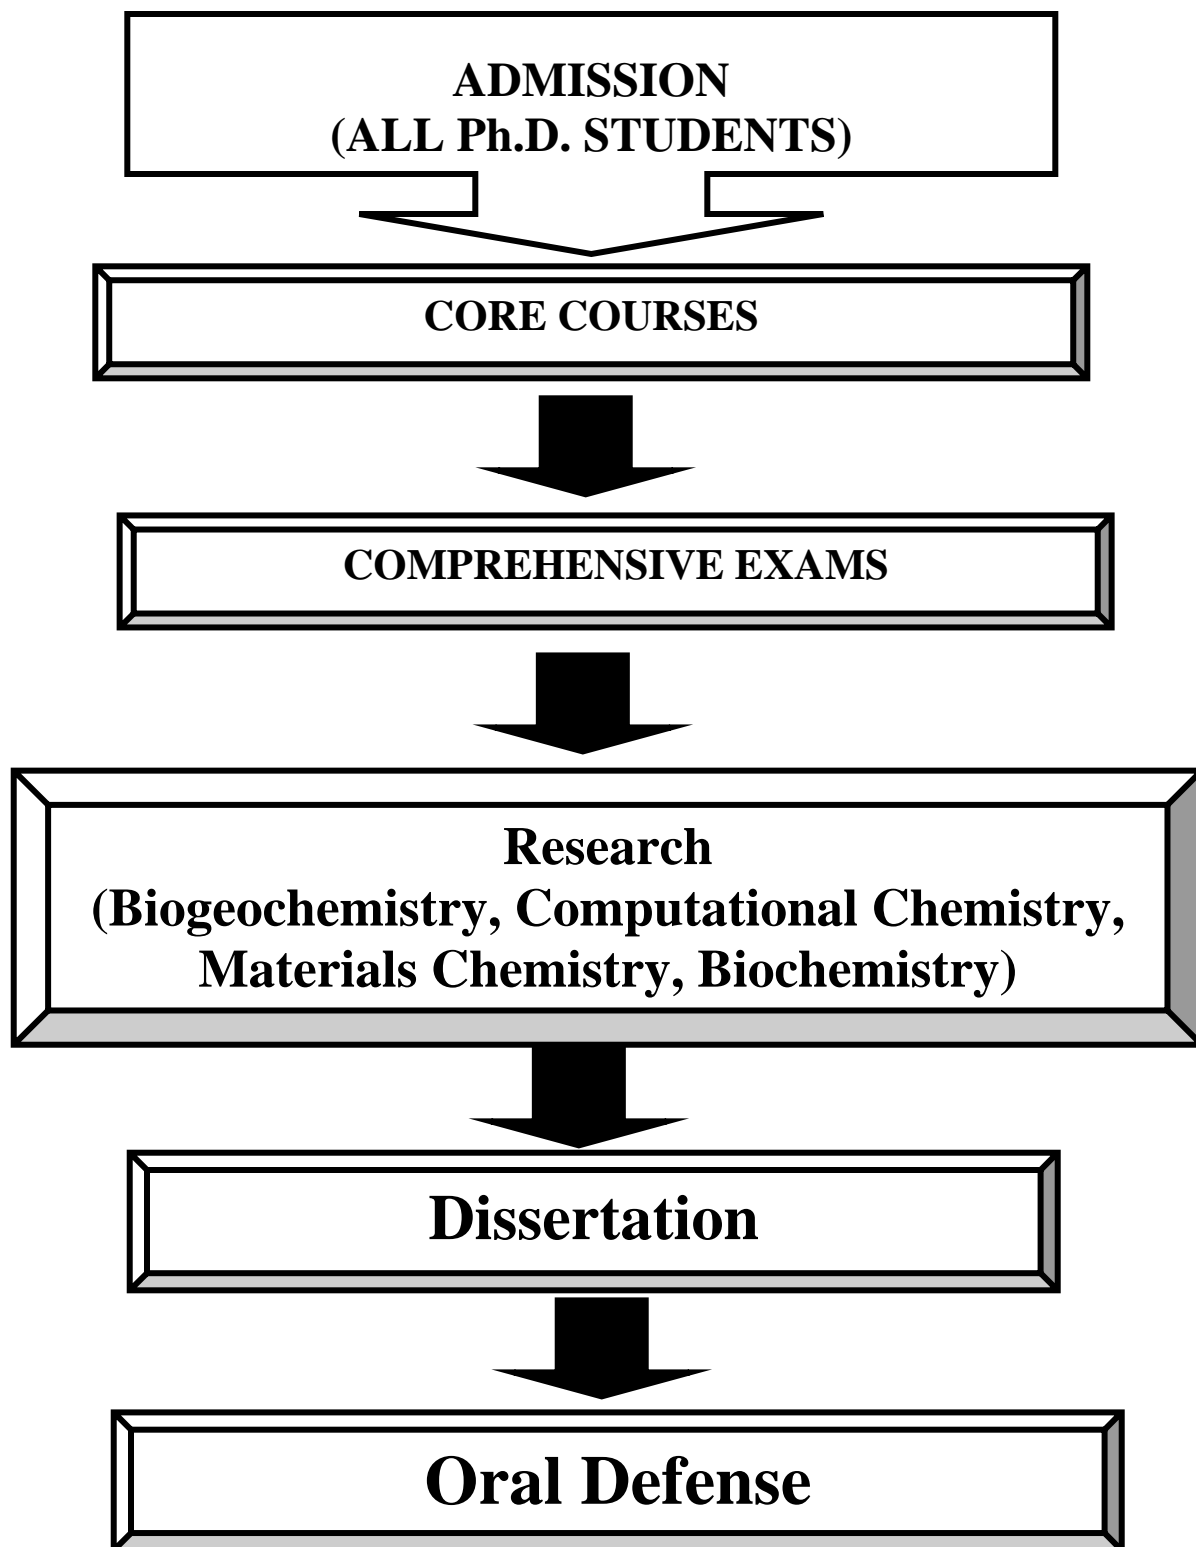 ADMISSION
(ALL Ph.D. STUDENTS)
CORE COURSES
COMPREHENSIVE EXAMS
Research
(Biogeochemistry, Computational Chemistry,
Materials Chemistry, Biochemistry)
Dissertation
Oral Defense